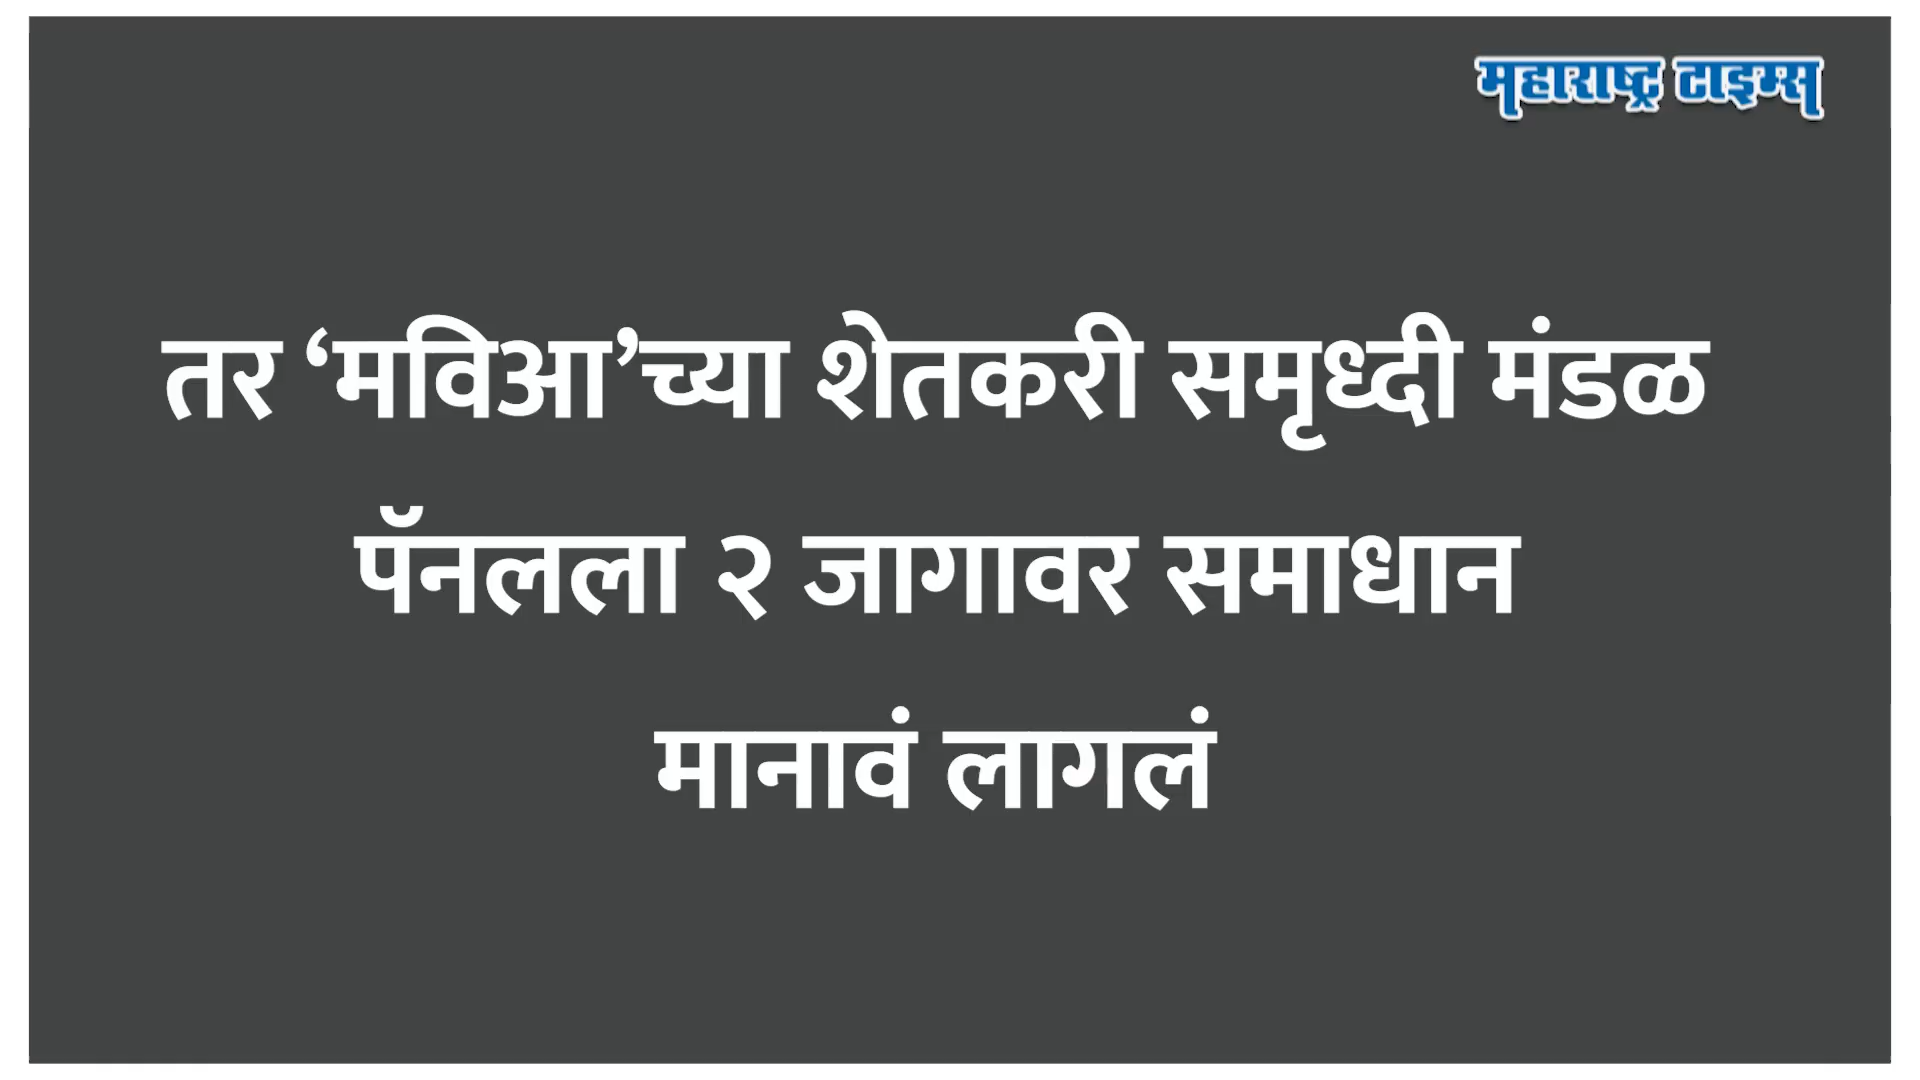 महाराष्ट्र टाइम्स
तर ‘मविआ’च्या शेतकरी समृध्दी मंडळ
पॅनलला २ जागावर समाधान
मानावं लागलं